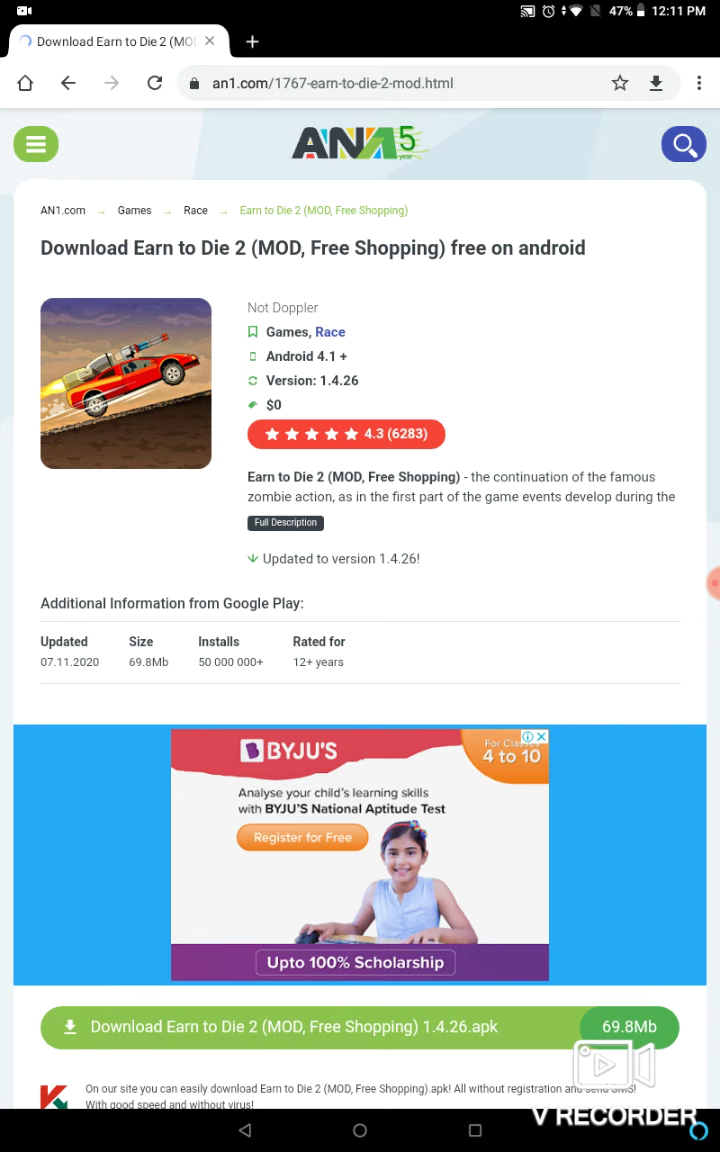 47% 12:11 PM
Download Earn to Die 2 (MO
an1.com/1767-earn-to-die-2-mod.html
AN1 5
year
AN1.com → Games → Race → Earn to Die 2 (MOD, Free Shopping)
Download Earn to Die 2 (MOD, Free Shopping) free on android
Not Doppler
Games, Race
Android 4.1 +
Version: 1.4.26
$0
4.3 (6283)
Earn to Die 2 (MOD, Free Shopping) - the continuation of the famous
zombie action, as in the first part of the game events develop during the
Full Description
Updated to version 1.4.26!
Additional Information from Google Play:
Updated Size Installs Rated for
07.11.2020 69.8Mb 50 000 000+ 12+ years
BYJU'S
For Classes
4 to 10
Analyse your child's learning skills
with BYJU'S National Aptitude Test
Register for Free
Upto 100% Scholarship
Download Earn to Die 2 (MOD, Free Shopping) 1.4.26.apk 69.8Mb
On our site you can easily download Earn to Die 2 (MOD, Free Shopping).apk! All without registration and send SMS!
With good speed and without virus!
V RECORDER